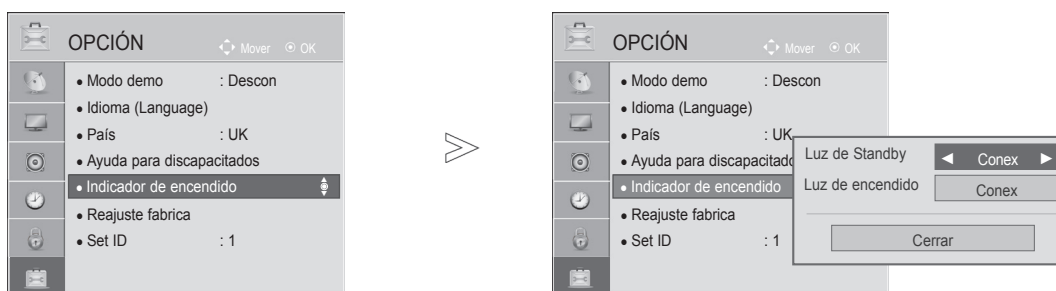 OPCIÓN Mover OK
• Modo demo : Descon
• Idioma (Language)
• País : UK
• Ayuda para discapacitados
• Indicador de encendido
• Reajuste fabrica
• Set ID : 1
OPCIÓN Mover OK
• Modo demo : Descon
• Idioma (Language)
• País : UK
• Ayuda para discapacitado
• Indicador de encendido
• Reajuste fabrica
• Set ID : 1
Luz de Standby ◄ Conex ►
Luz de encendido Conex
Cerrar